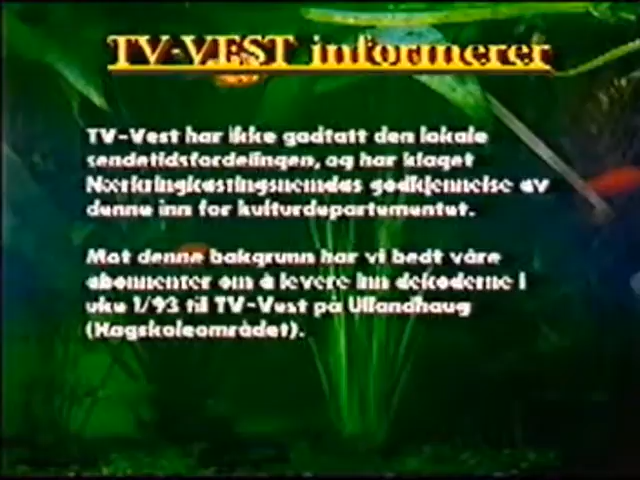 TV-VEST informerer
TV-Vest har ikke godtatt den lokale
sendetidsfordelingen, og har klaget
Nærkringkastingsnemdas godkjennelse av
denne inn for kulturdepartementet.
Mot denne bakgrunn har vi bedt våre
abonnenter om å levere inn dekoderne i
uke 1/93 til TV-Vest på Ullandhaug
(Høgskoleområdet).